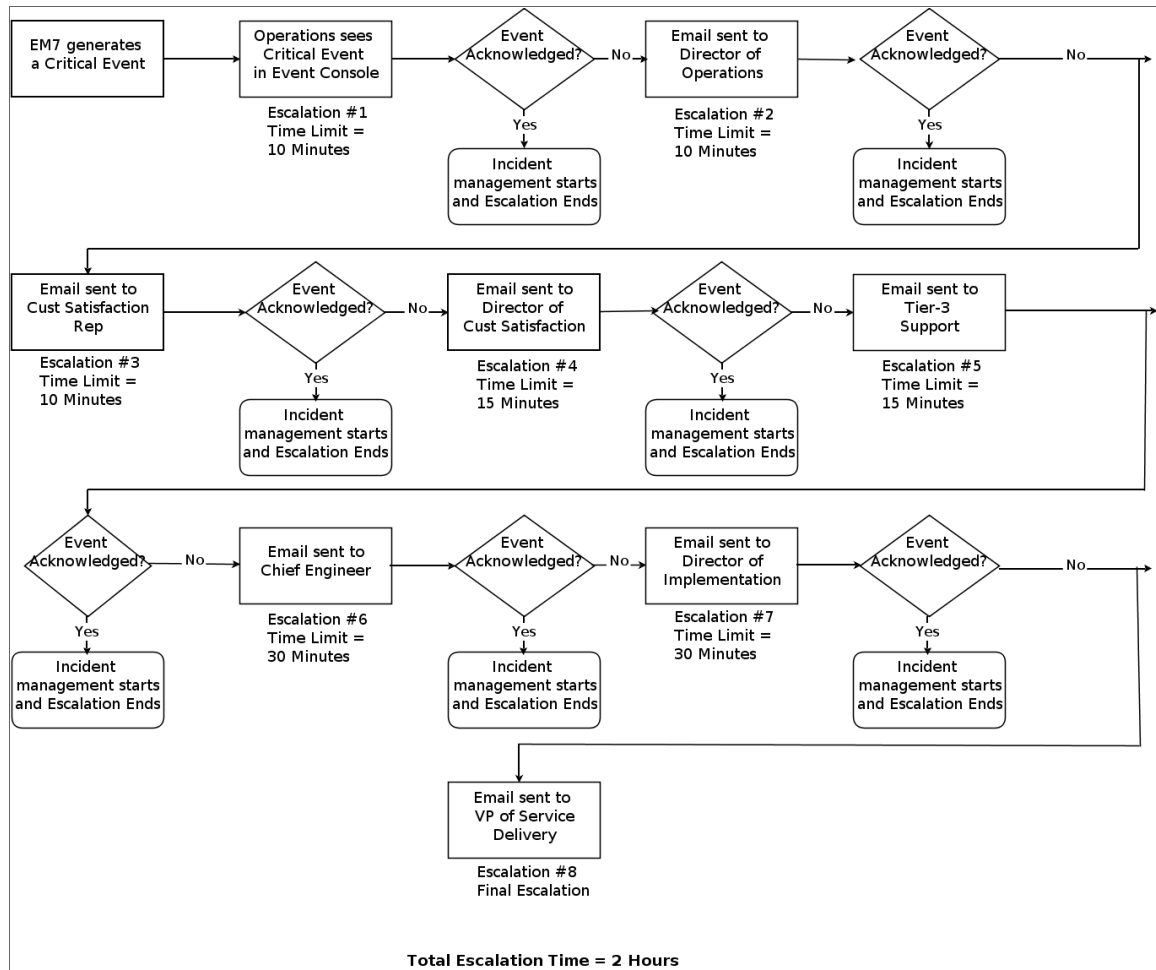 EM7 generates
a Critical Event
Operations sees
Critical Event
in Event Console
Escalation #1
Time Limit =
10 Minutes
Event
Acknowledged?
No
Yes
Incident
management starts
and Escalation Ends
Email sent to
Director of
Operations
Escalation #2
Time Limit =
10 Minutes
Event
Acknowledged?
No
Yes
Incident
management starts
and Escalation Ends
Email sent to
Cust Satisfaction
Rep
Escalation #3
Time Limit =
10 Minutes
Event
Acknowledged?
No
Yes
Incident
management starts
and Escalation Ends
Email sent to
Director of
Cust Satisfaction
Escalation #4
Time Limit =
15 Minutes
Event
Acknowledged?
No
Yes
Incident
management starts
and Escalation Ends
Email sent to
Tier-3
Support
Escalation #5
Time Limit =
15 Minutes
Event
Acknowledged?
No
Yes
Incident
management starts
and Escalation Ends
Email sent to
Chief Engineer
Escalation #6
Time Limit =
30 Minutes
Event
Acknowledged?
No
Yes
Incident
management starts
and Escalation Ends
Email sent to
Director of
Implementation
Escalation #7
Time Limit =
30 Minutes
Event
Acknowledged?
No
Yes
Incident
management starts
and Escalation Ends
Email sent to
VP of Service
Delivery
Escalation #8
Final Escalation
Total Escalation Time = 2 Hours